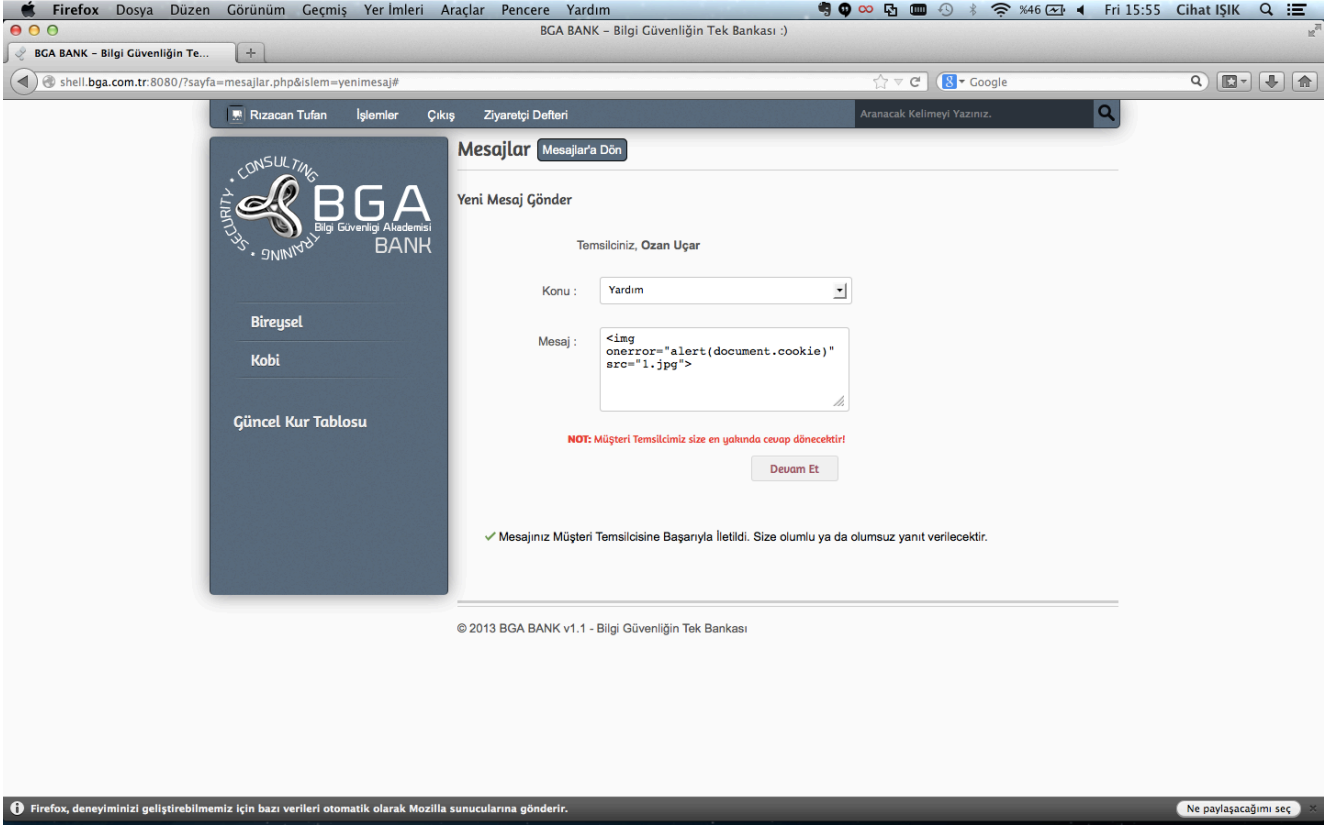 Firefox Dosya Düzen Görünüm Geçmiş Yer İmleri Araçlar Pencere Yardım %46 Fri 15:55 Cihat IŞIK
BGA BANK – Bilgi Güvenliğin Tek Bankası :)
BGA BANK – Bilgi Güvenliğin Te... +
shell.bga.com.tr:8080/?sayfa=mesajlar.php&islem=yenimesaj# Google
Rızacan Tufan İşlemler Çıkış Ziyaretçi Defteri Aranacak Kelimeyi Yazınız.
SECURITY • CONSULTING • TRAINING •
BGA
Bilgi Güvenligi Akademisi
BANK
Bireysel
Kobi
Güncel Kur Tablosu
Mesajlar Mesajlar'a Dön
Yeni Mesaj Gönder
Temsilciniz, Ozan Uçar
Konu : Yardım
Mesaj : <img
onerror="alert(document.cookie)"
src="1.jpg">
NOT: Müşteri Temsilcimiz size en yakında cevap dönecektir!
Devam Et
Mesajınız Müşteri Temsilcisine Başarıyla İletildi. Size olumlu ya da olumsuz yanıt verilecektir.
© 2013 BGA BANK v1.1 - Bilgi Güvenliğin Tek Bankası
Firefox, deneyiminizi geliştirebilmemiz için bazı verileri otomatik olarak Mozilla sunucularına gönderir. Ne paylaşacağımı seç